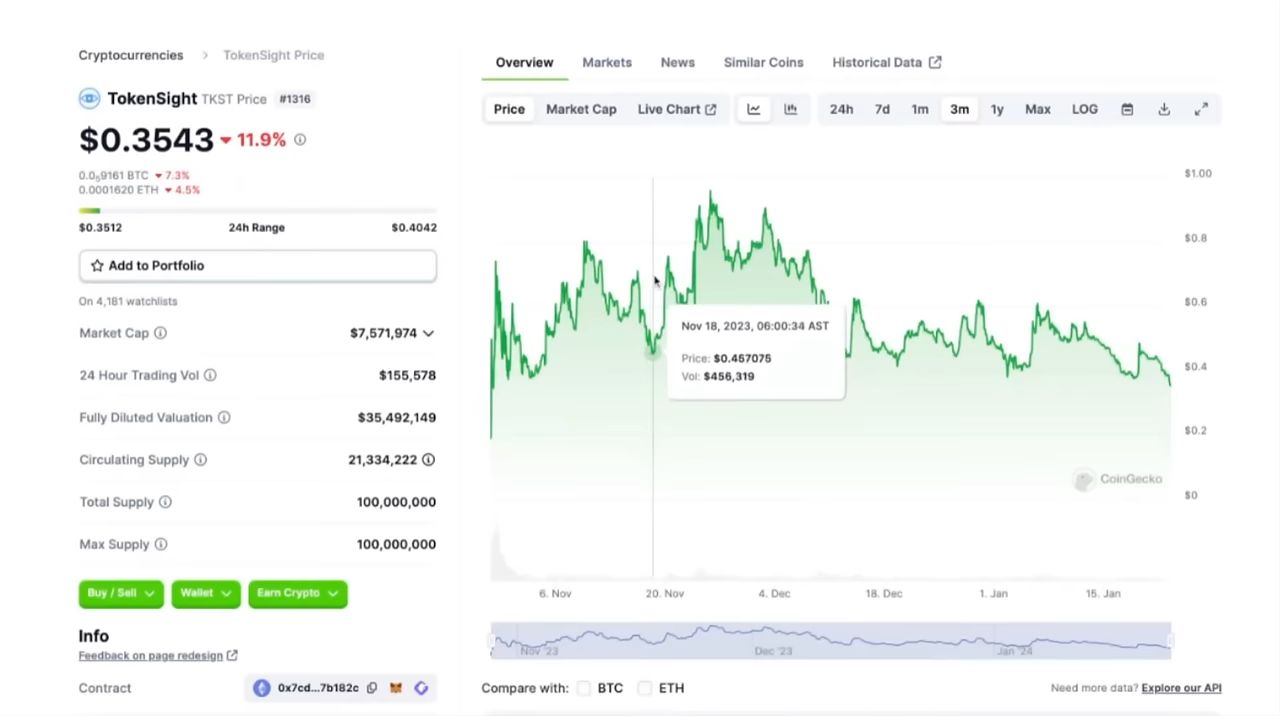 Cryptocurrencies > TokenSight Price
TokenSight TKST Price #1316
$0.3543 11.9%
0.0₅9161 BTC 7.3%
0.0001620 ETH 4.5%
$0.3512 24h Range $0.4042
Add to Portfolio
On 4,181 watchlists
Market Cap $7,571,974
24 Hour Trading Vol $155,578
Fully Diluted Valuation $35,492,149
Circulating Supply 21,334,222
Total Supply 100,000,000
Max Supply 100,000,000
Buy / Sell Wallet Earn Crypto
Info
Feedback on page redesign
Contract 0x7cd...7b182c
Overview Markets News Similar Coins Historical Data
Price Market Cap Live Chart 24h 7d 1m 3m 1y Max LOG
$1.00
$0.8
$0.6
$0.4
$0.2
$0
Nov 18, 2023, 06:00:34 AST
Price: $0.457075
Vol: $456,319
CoinGecko
6. Nov 20. Nov 4. Dec 18. Dec 1. Jan 15. Jan
Nov '23 Dec '23 Jan '24
Compare with: BTC ETH
Need more data? Explore our API